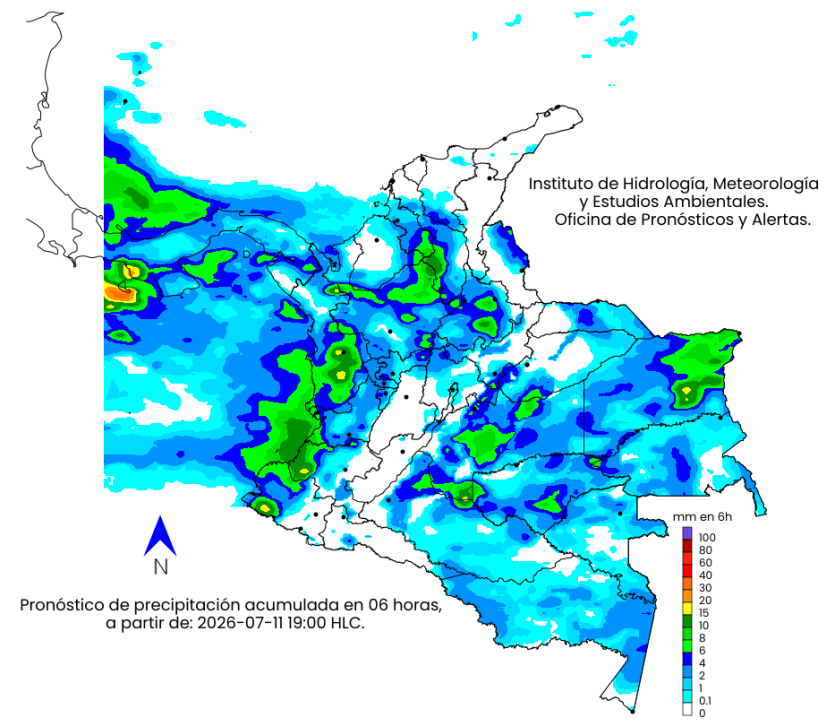 Instituto de Hidrología, Meteorología
y Estudios Ambientales.
Oficina de Pronósticos y Alertas.
mm en 6h
100
80
60
40
30
20
15
10
8
6
4
2
1
0.1
0
N
Pronóstico de precipitación acumulada en 06 horas,
a partir de: 2026-07-11 19:00 HLC.